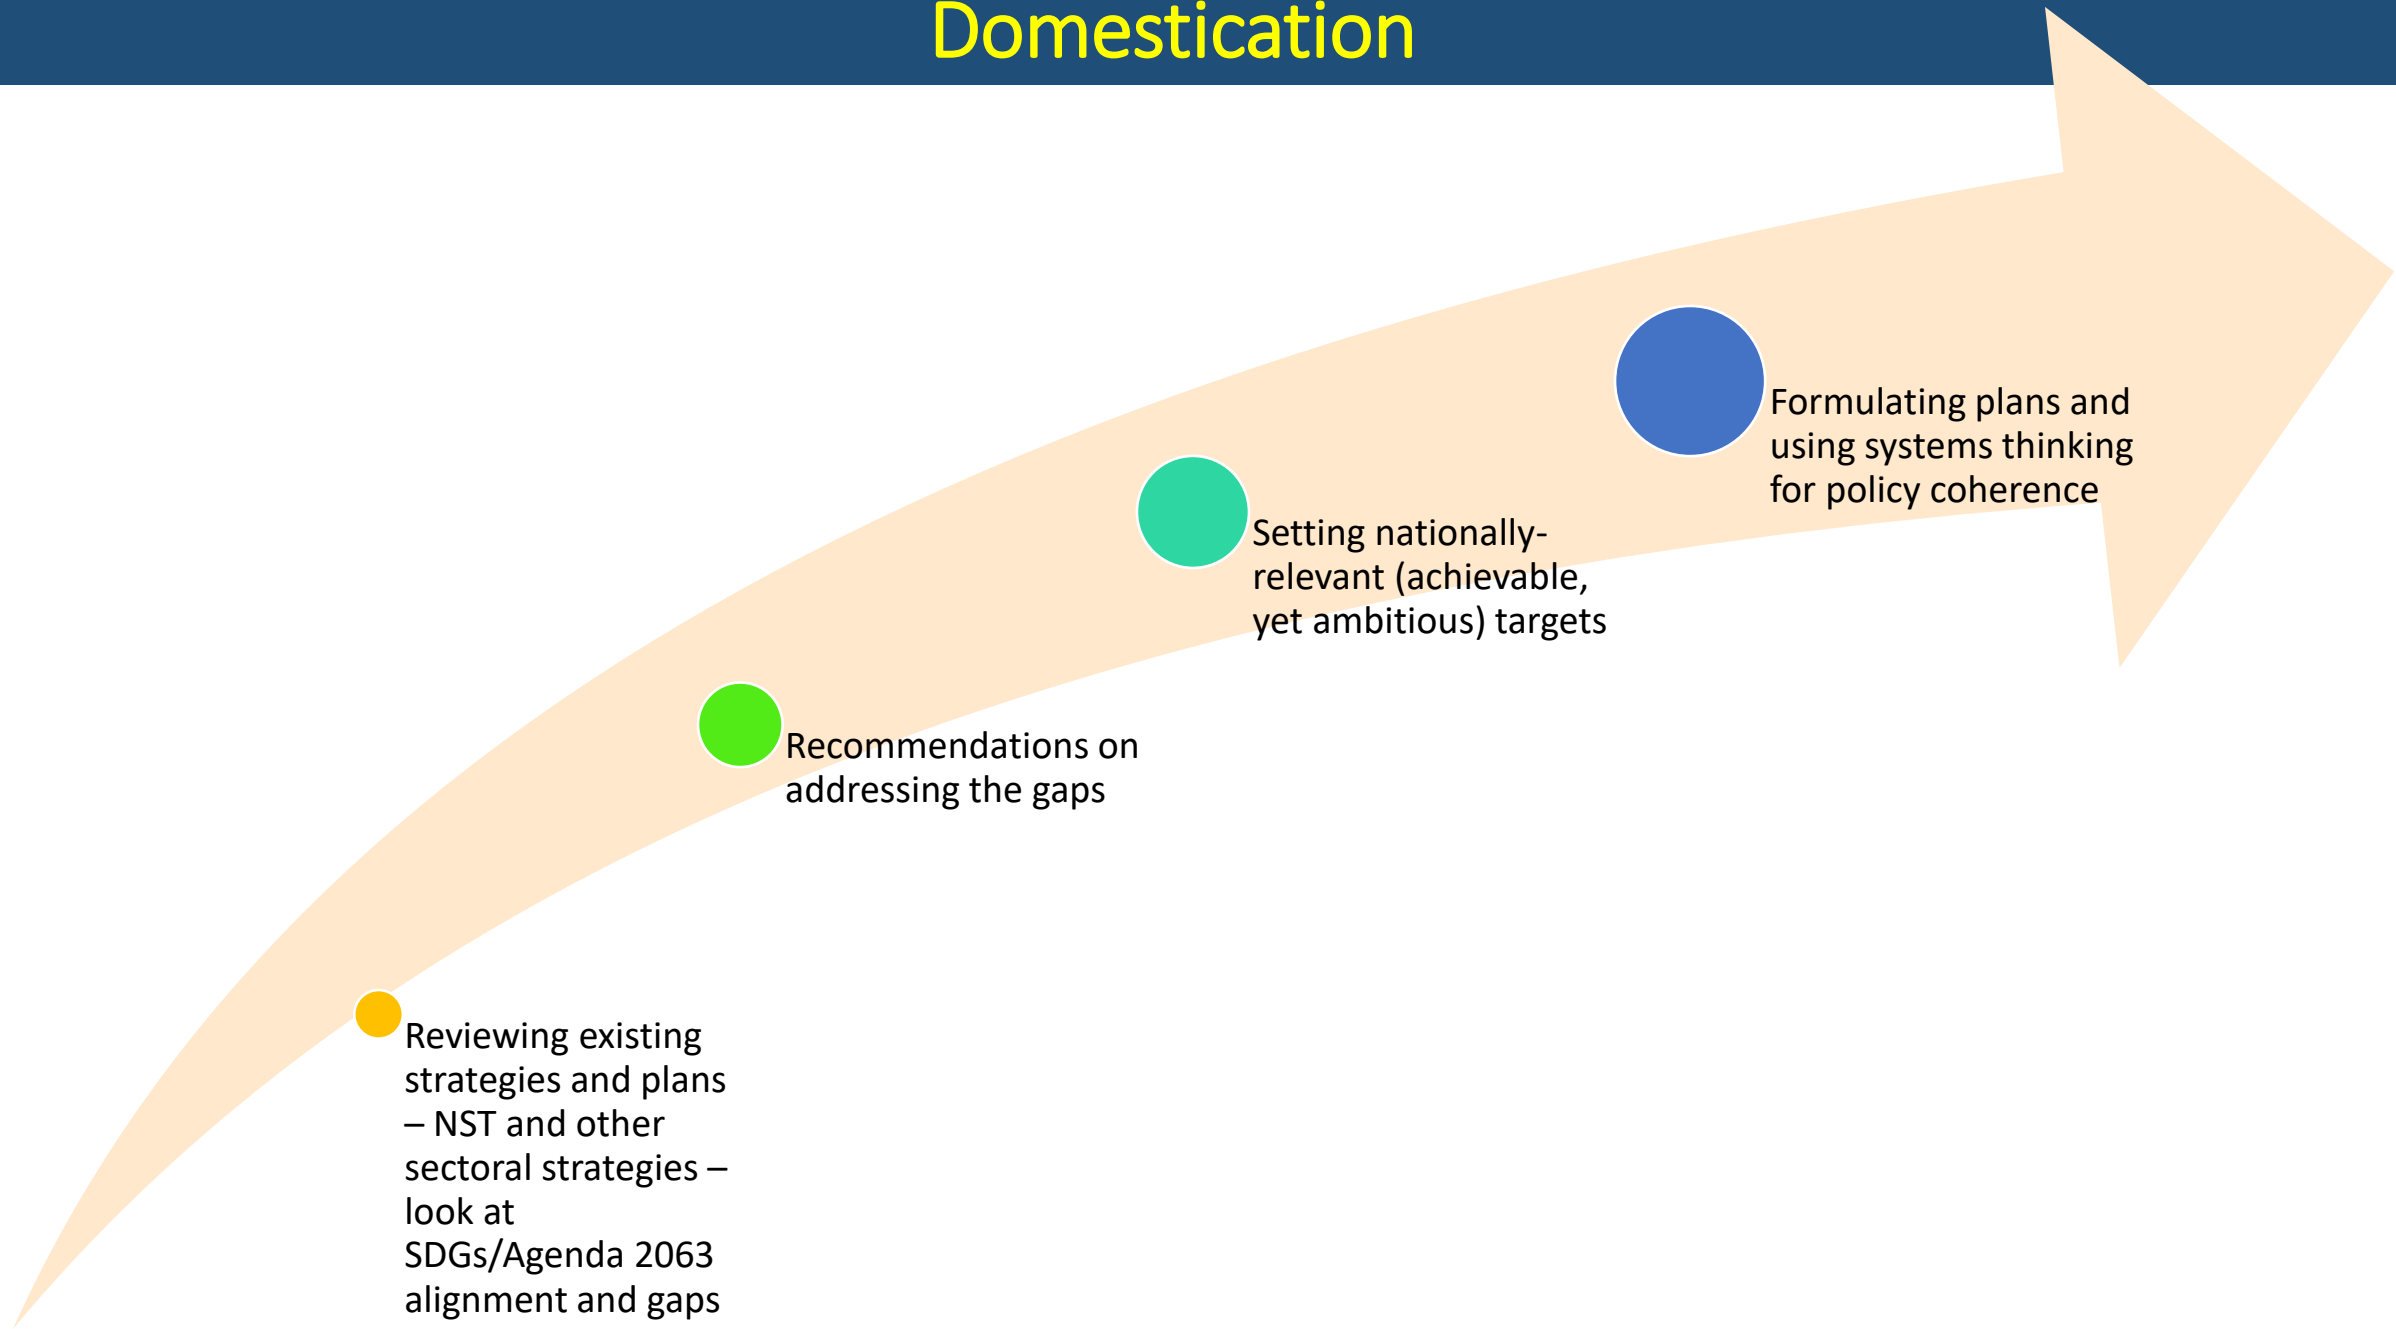 Domestication
Formulating plans and
using systems thinking
for policy coherence
Setting nationally-
relevant (achievable,
yet ambitious) targets
Recommendations on
addressing the gaps
Reviewing existing
strategies and plans
– NST and other
sectoral strategies –
look at
SDGs/Agenda 2063
alignment and gaps